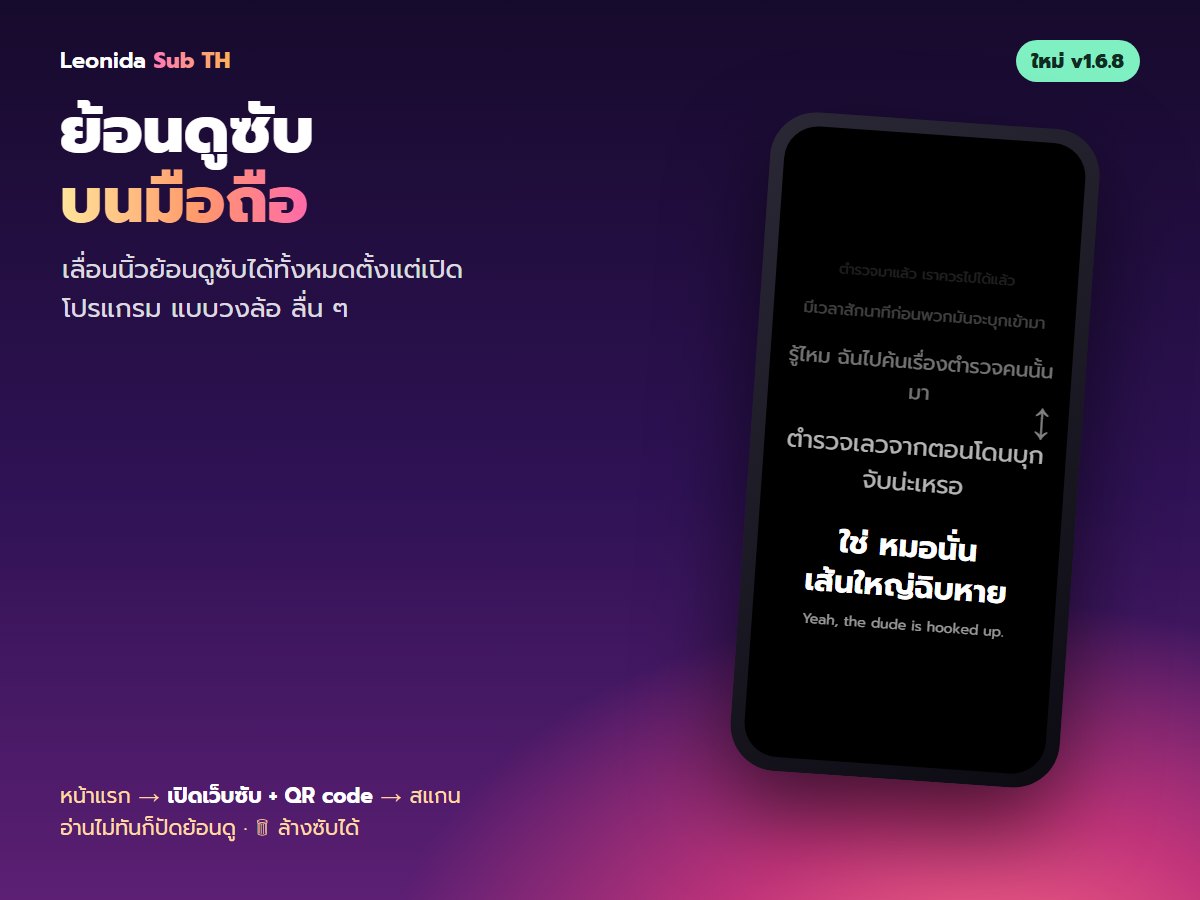 Leonida Sub TH
ใหม่ v1.6.8
ย้อนดูซับ
บนมือถือ
เลื่อนนิ้วย้อนดูซับได้ทั้งหมดตั้งแต่เปิด
โปรแกรม แบบวงล้อ ลื่น ๆ
ตำรวจมาแล้ว เราควรไปได้แล้ว
มีเวลาสักนาทีก่อนพวกมันจะบุกเข้ามา
รู้ไหม ฉันไปค้นเรื่องตำรวจคนนั้น
มา
ตำรวจเลวจากตอนโดนบุก
จับน่ะเหรอ
ใช่ หมอนั่น
เส้นใหญ่ฉิบหาย
Yeah, the dude is hooked up.
หน้าแรก → เปิดเว็บซับ + QR code → สแกน
อ่านไม่ทันก็ปัดย้อนดู · 🗑 ล้างซับได้